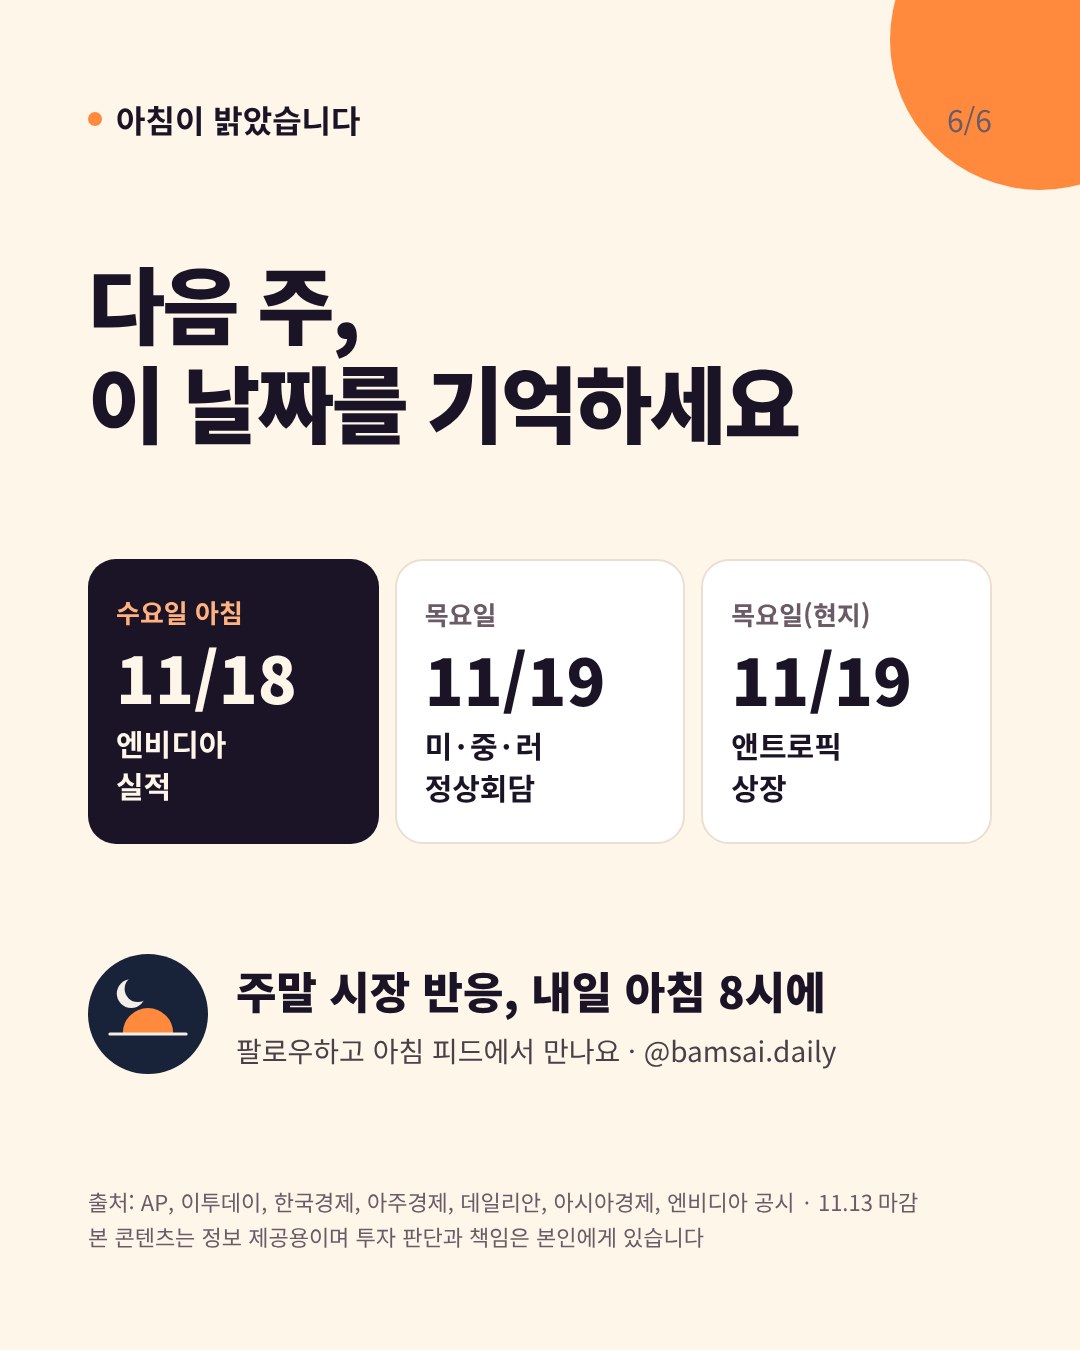 아침이 밝았습니다
6/6
다음 주,
이 날짜를 기억하세요
수요일 아침
11/18
엔비디아
실적
목요일
11/19
미·중·러
정상회담
목요일(현지)
11/19
앤트로픽
상장
주말 시장 반응, 내일 아침 8시에
팔로우하고 아침 피드에서 만나요 · @bamsai.daily
출처: AP, 이투데이, 한국경제, 아주경제, 데일리안, 아시아경제, 엔비디아 공시 · 11.13 마감
본 콘텐츠는 정보 제공용이며 투자 판단과 책임은 본인에게 있습니다